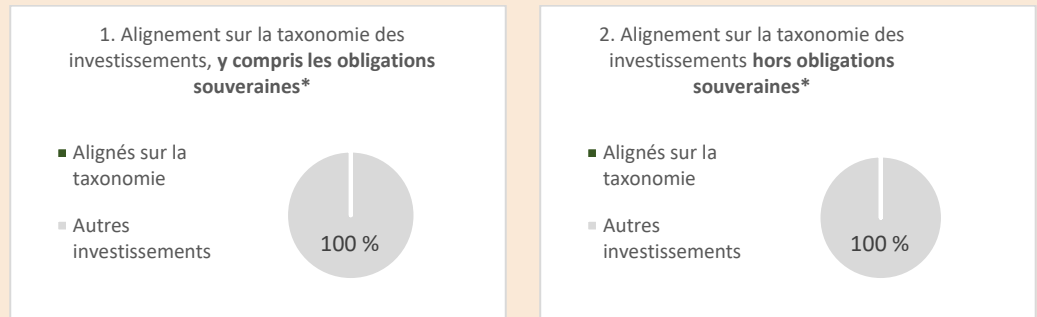 1. Alignement sur la taxonomie des
investissements, y compris les obligations
souveraines*
Alignés sur la
taxonomie
Autres
investissements
100 %
2. Alignement sur la taxonomie des
investissements hors obligations
souveraines*
Alignés sur la
taxonomie
Autres
investissements
100 %